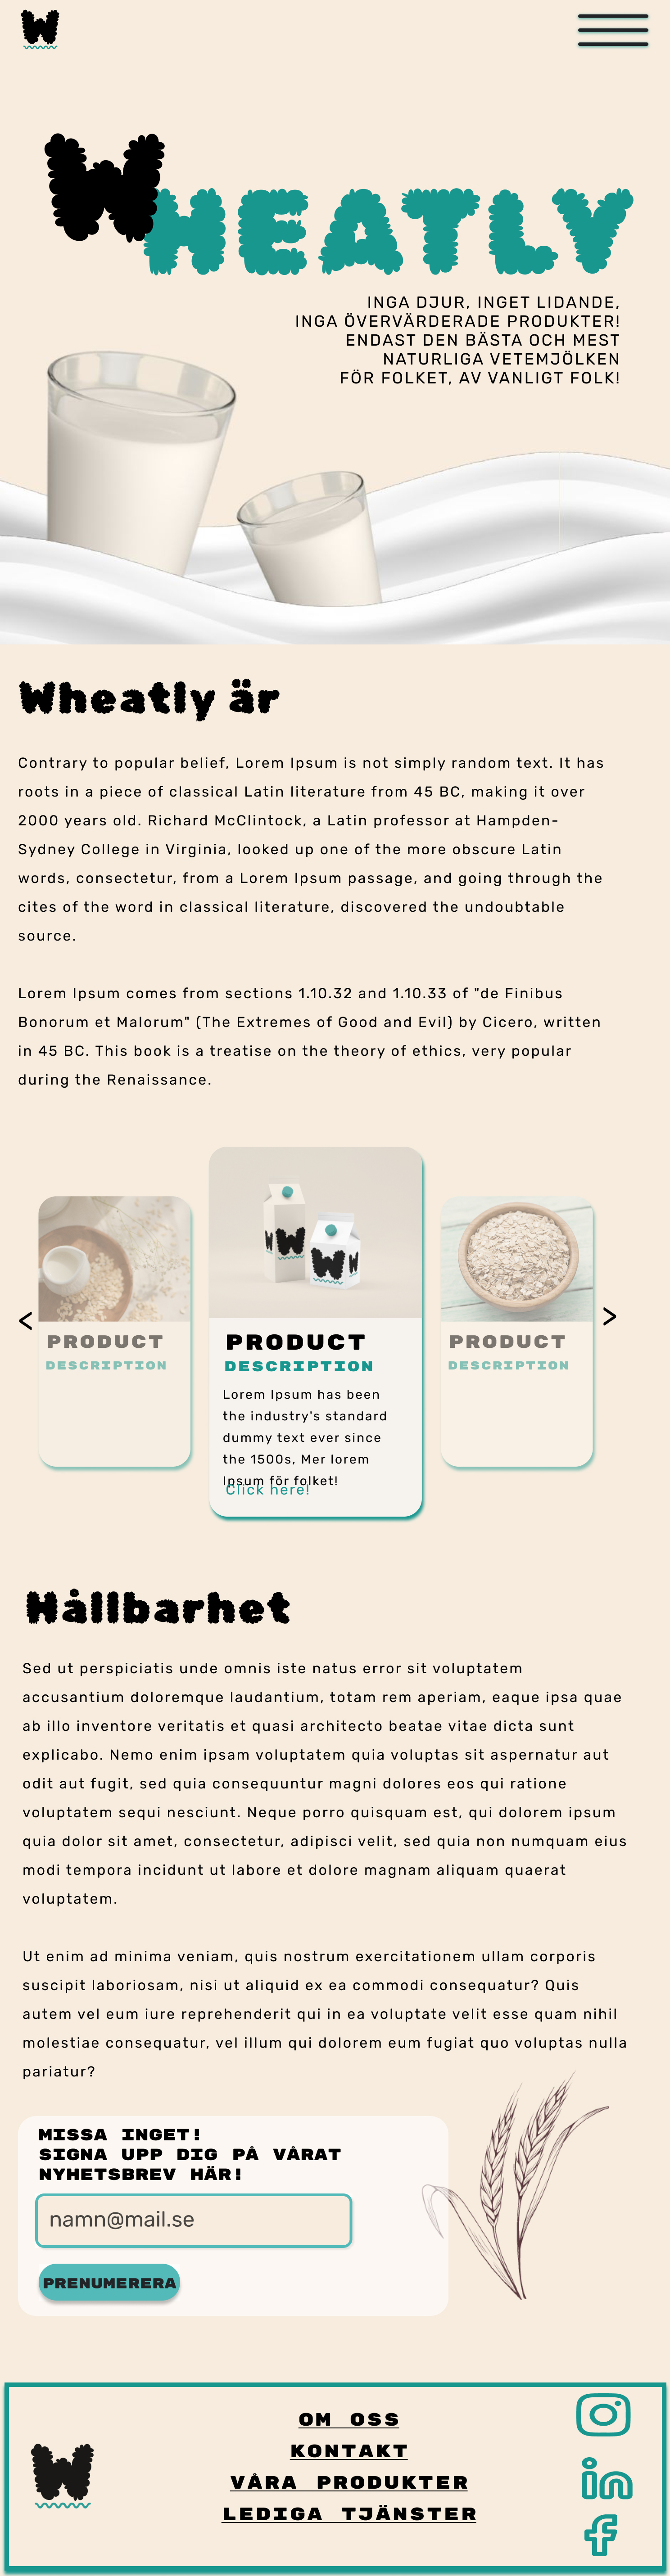 W
WHEATLY
INGA DJUR, INGET LIDANDE,
INGA ÖVERVÄRDERADE PRODUKTER!
ENDAST DEN BÄSTA OCH MEST
NATURLIGA VETEMJÖLKEN
FÖR FOLKET, AV VANLIGT FOLK!
Wheatly är
Contrary to popular belief, Lorem Ipsum is not simply random text. It has
roots in a piece of classical Latin literature from 45 BC, making it over
2000 years old. Richard McClintock, a Latin professor at Hampden-
Sydney College in Virginia, looked up one of the more obscure Latin
words, consectetur, from a Lorem Ipsum passage, and going through the
cites of the word in classical literature, discovered the undoubtable
source.
Lorem Ipsum comes from sections 1.10.32 and 1.10.33 of "de Finibus
Bonorum et Malorum" (The Extremes of Good and Evil) by Cicero, written
in 45 BC. This book is a treatise on the theory of ethics, very popular
during the Renaissance.
<
PRODUCT
DESCRIPTION
W W W W
PRODUCT
DESCRIPTION
Lorem Ipsum has been
the industry's standard
dummy text ever since
the 1500s, Mer lorem
Ipsum för folket!
Click here!
PRODUCT
DESCRIPTION
>
Hållbarhet
Sed ut perspiciatis unde omnis iste natus error sit voluptatem
accusantium doloremque laudantium, totam rem aperiam, eaque ipsa quae
ab illo inventore veritatis et quasi architecto beatae vitae dicta sunt
explicabo. Nemo enim ipsam voluptatem quia voluptas sit aspernatur aut
odit aut fugit, sed quia consequuntur magni dolores eos qui ratione
voluptatem sequi nesciunt. Neque porro quisquam est, qui dolorem ipsum
quia dolor sit amet, consectetur, adipisci velit, sed quia non numquam eius
modi tempora incidunt ut labore et dolore magnam aliquam quaerat
voluptatem.
Ut enim ad minima veniam, quis nostrum exercitationem ullam corporis
suscipit laboriosam, nisi ut aliquid ex ea commodi consequatur? Quis
autem vel eum iure reprehenderit qui in ea voluptate velit esse quam nihil
molestiae consequatur, vel illum qui dolorem eum fugiat quo voluptas nulla
pariatur?
MISSA INGET!
SIGNA UPP DIG PÅ VÅRAT
NYHETSBREV HÄR!
namn@mail.se
PRENUMERERA
W
OM OSS
KONTAKT
VÅRA PRODUKTER
LEDIGA TJÄNSTER
in
f